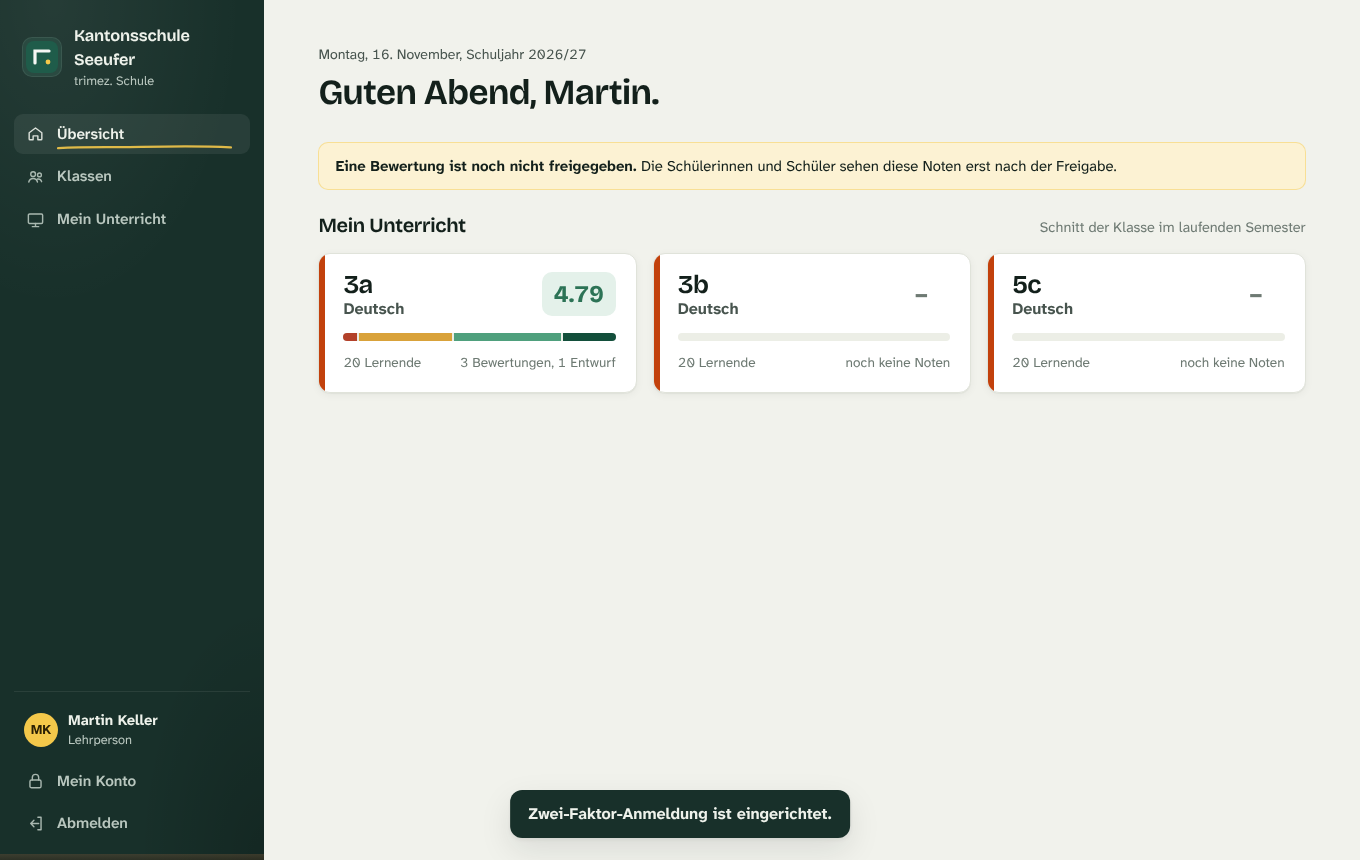 Kantonsschule
Seeufer
trimez. Schule
Übersicht
Klassen
Mein Unterricht
Martin Keller
MK
Lehrperson
Mein Konto
Abmelden
Montag, 16. November, Schuljahr 2026/27
Guten Abend, Martin.
Eine Bewertung ist noch nicht freigegeben. Die Schülerinnen und Schüler sehen diese Noten erst nach der Freigabe.
Mein Unterricht
Schnitt der Klasse im laufenden Semester
3a
Deutsch
4.79
20 Lernende
3 Bewertungen, 1 Entwurf
3b
Deutsch
–
20 Lernende
noch keine Noten
5c
Deutsch
–
20 Lernende
noch keine Noten
Zwei-Faktor-Anmeldung ist eingerichtet.